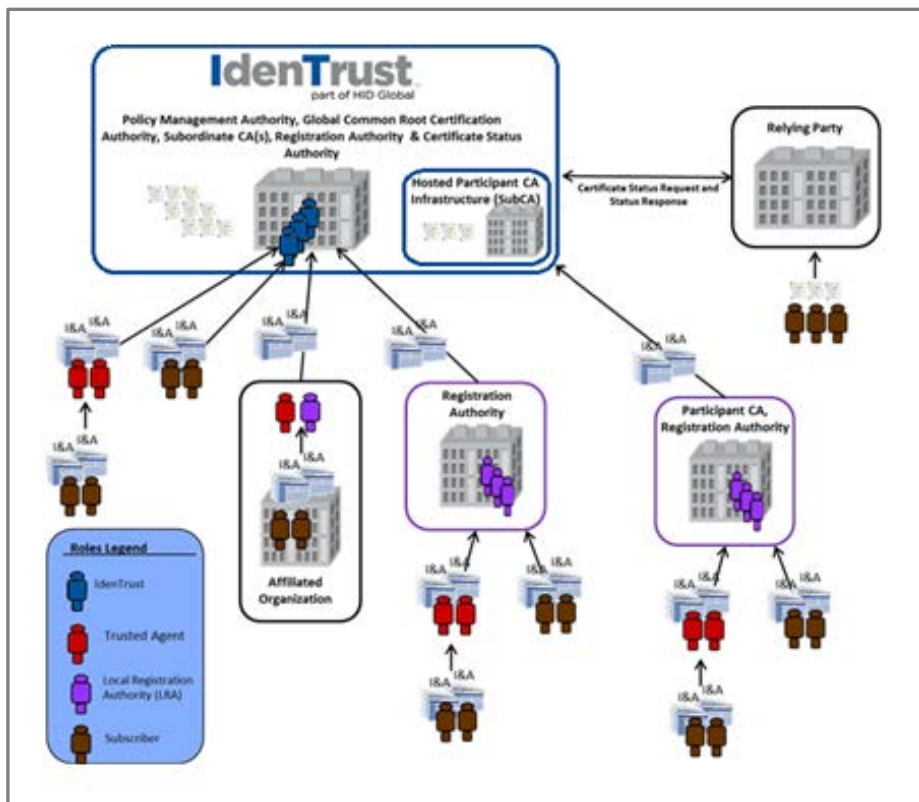 IdenTrust
part of HID Global
Policy Management Authority, Global Common Root Certification
Authority, Subordinate CA(s), Registration Authority & Certificate Status
Authority
Hosted Participant CA
Infrastructure (SubCA)
Relying Party
Certificate Status Request and
Status Response
I&A
I&A
I&A
I&A
I&A
I&A
I&A
I&A
I&A
I&A
Registration
Authority
Participant CA,
Registration Authority
I&A
I&A
I&A
I&A
Affiliated
Organization
I&A
I&A
I&A
I&A
I&A
I&A
I&A
I&A
I&A
I&A
I&A
I&A
Roles Legend
IdenTrust
Trusted Agent
Local Registration
Authority (LRA)
Subscriber